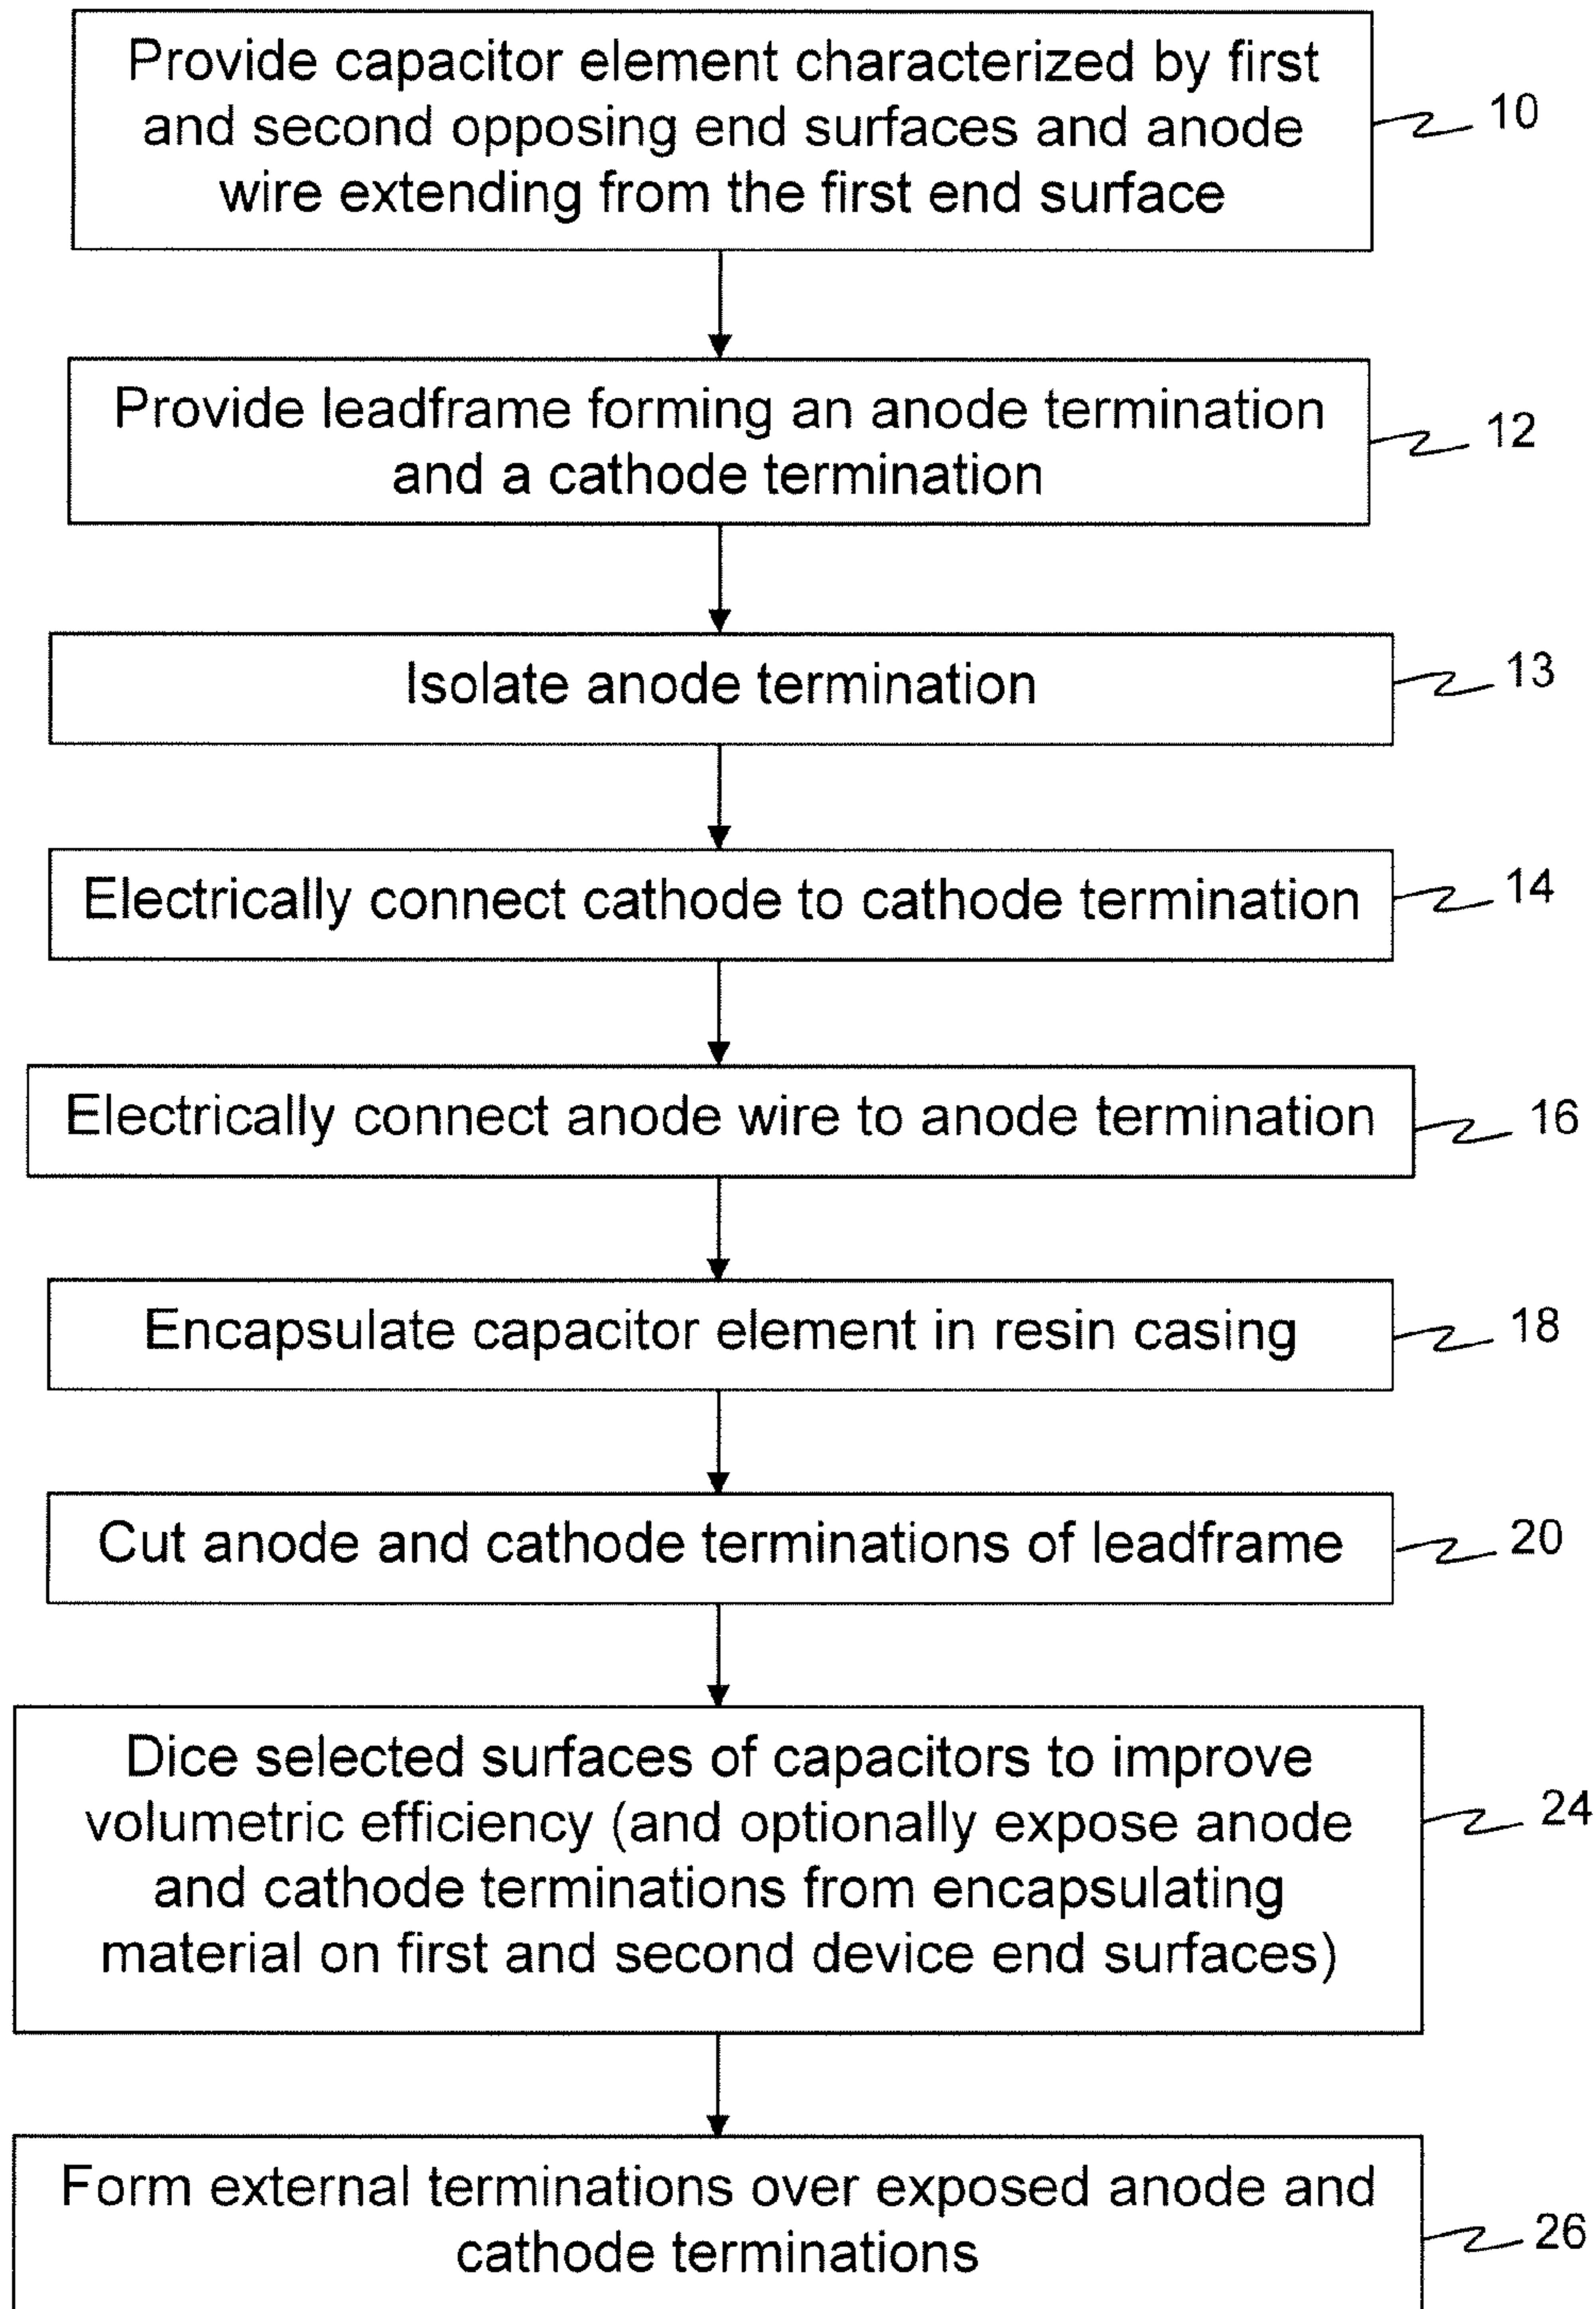 Provide capacitor element characterized by first
and second opposing end surfaces and anode
wire extending from the first end surface
10
Provide leadframe forming an anode termination
and a cathode termination
12
Isolate anode termination
13
Electrically connect cathode to cathode termination
14
Electrically connect anode wire to anode termination
16
Encapsulate capacitor element in resin casing
18
Cut anode and cathode terminations of leadframe
20
Dice selected surfaces of capacitors to improve
volumetric efficiency (and optionally expose anode
and cathode terminations from encapsulating
material on first and second device end surfaces)
24
Form external terminations over exposed anode and
cathode terminations
26